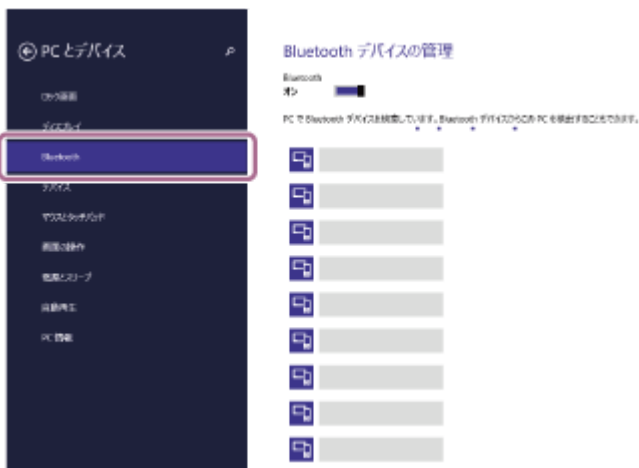 PC とデバイス
ロック画面
ディスプレイ
Bluetooth
デバイス
マウスとタッチパッド
画面の操作
電源とスリープ
自動再生
PC 情報
Bluetooth デバイスの管理
Bluetooth
オン
PC で Bluetooth デバイスを検索しています。Bluetooth デバイスからこの PC を検出することもできます。